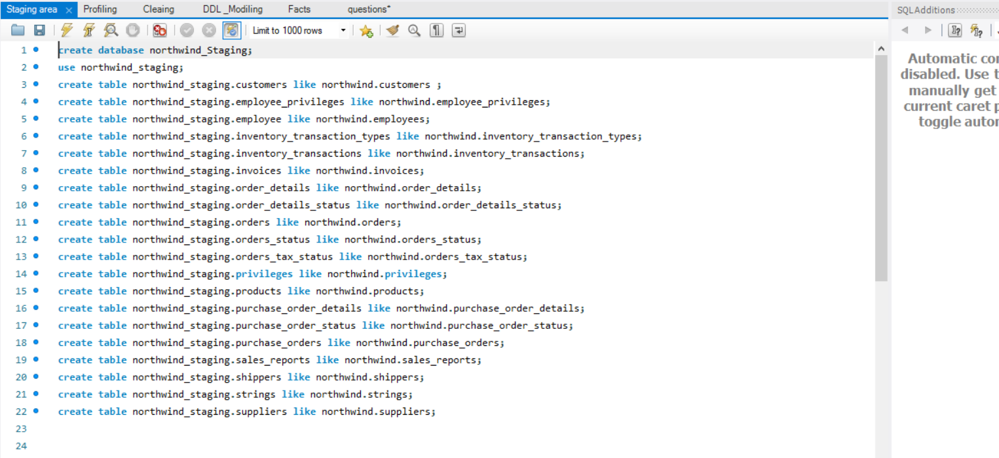 Staging area × Profiling Cleaing DDL _Modiling Facts questions* SQLAdditions
Limit to 1000 rows
1 create database northwind_Staging;
2 use northwind_staging;
3 create table northwind_staging.customers like northwind.customers ;
4 create table northwind_staging.employee_privileges like northwind.employee_privileges;
5 create table northwind_staging.employee like northwind.employees;
6 create table northwind_staging.inventory_transaction_types like northwind.inventory_transaction_types;
7 create table northwind_staging.inventory_transactions like northwind.inventory_transactions;
8 create table northwind_staging.invoices like northwind.invoices;
9 create table northwind_staging.order_details like northwind.order_details;
10 create table northwind_staging.order_details_status like northwind.order_details_status;
11 create table northwind_staging.orders like northwind.orders;
12 create table northwind_staging.orders_status like northwind.orders_status;
13 create table northwind_staging.orders_tax_status like northwind.orders_tax_status;
14 create table northwind_staging.privileges like northwind.privileges;
15 create table northwind_staging.products like northwind.products;
16 create table northwind_staging.purchase_order_details like northwind.purchase_order_details;
17 create table northwind_staging.purchase_order_status like northwind.purchase_order_status;
18 create table northwind_staging.purchase_orders like northwind.purchase_orders;
19 create table northwind_staging.sales_reports like northwind.sales_reports;
20 create table northwind_staging.shippers like northwind.shippers;
21 create table northwind_staging.strings like northwind.strings;
22 create table northwind_staging.suppliers like northwind.suppliers;
23
24
Automatic
disabled. Use
manually get
current caret
toggle